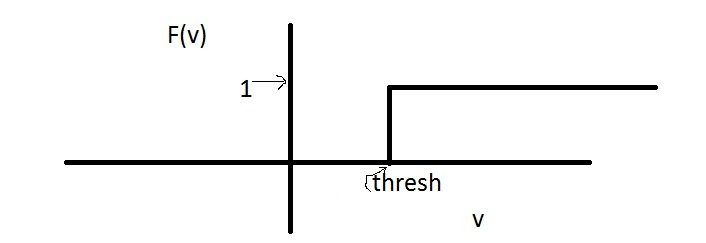 F(v)
1
thresh
v